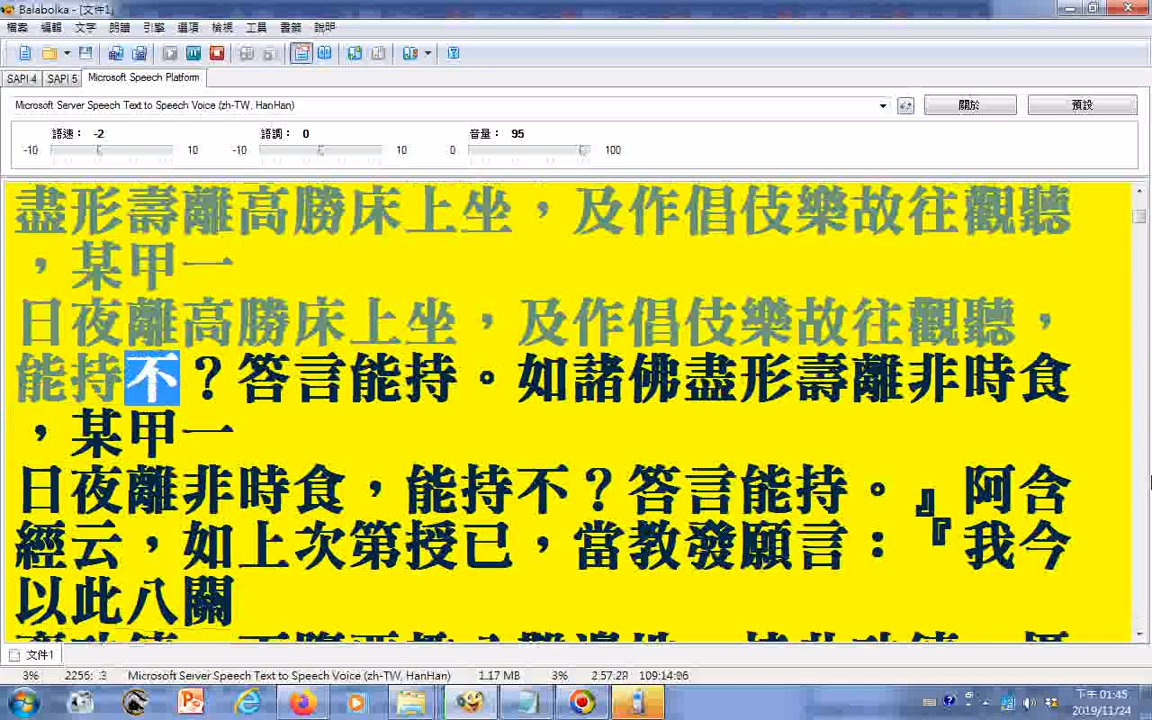 Balabolka - [文件1]
檔案 編輯 文字 朗讀 引擎 選項 檢視 工具 書籤 說明
SAPI 4 SAPI 5 Microsoft Speech Platform
Microsoft Server Speech Text to Speech Voice (zh-TW, HanHan) 關於 預設
語速： -2 語調： 0 音量： 95
-10 10 -10 10 0 100
盡形壽離高勝床上坐，及作倡伎樂故往觀聽
，某甲一
日夜離高勝床上坐，及作倡伎樂故往觀聽，
能持不？答言能持。如諸佛盡形壽離非時食
，某甲一
日夜離非時食，能持不？答言能持。』阿含
經云，如上次第授已，當教發願言：『我今
以此八關
文件1
3% Microsoft Server Speech Text to Speech Voice (zh-TW, HanHan) 1.17 MB 3% 109:14:06
下午 01:45
2019/11/24